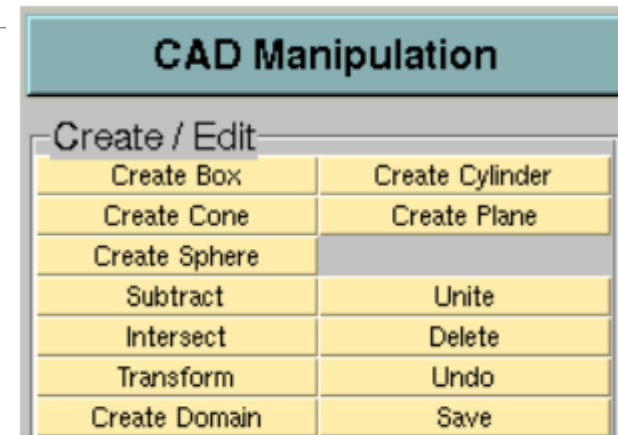 CAD Manipulation
Create / Edit
Create Box Create Cylinder
Create Cone Create Plane
Create Sphere
Subtract Unite
Intersect Delete
Transform Undo
Create Domain Save